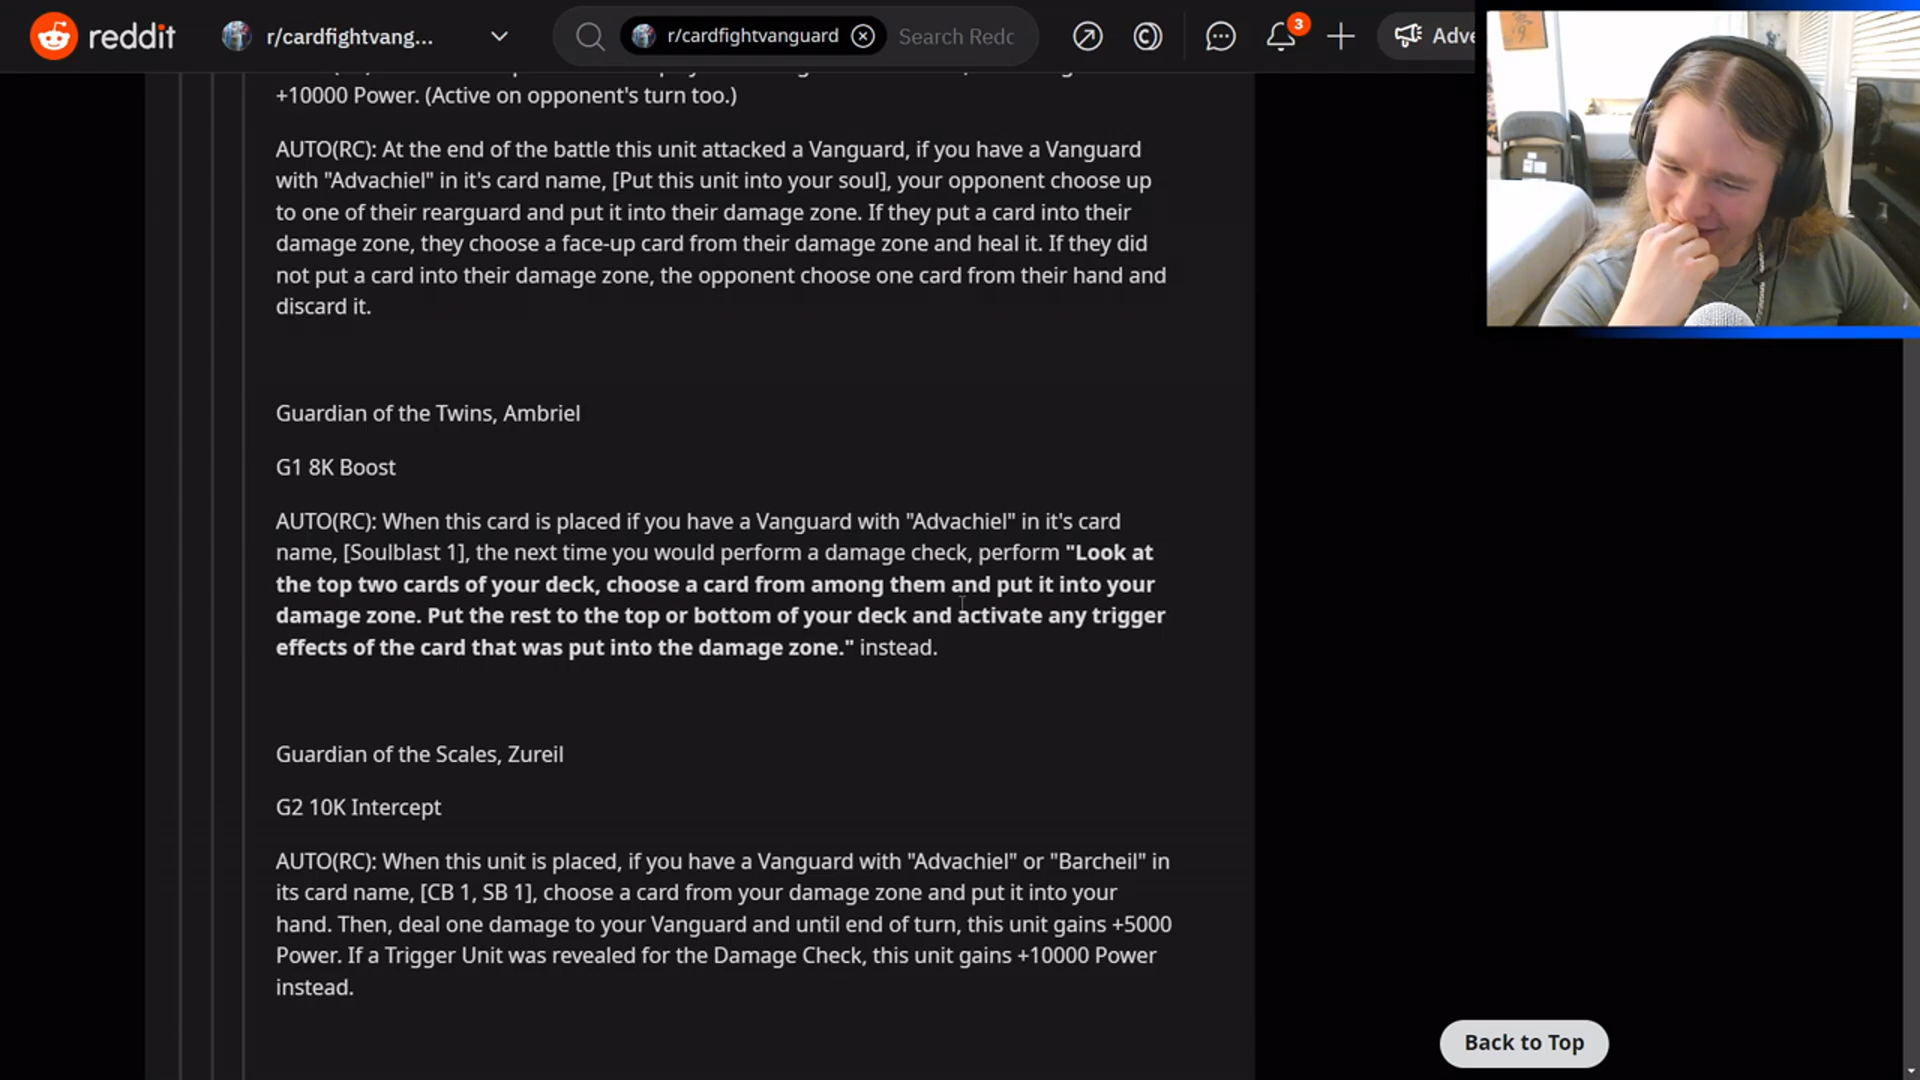 reddit
r/cardfightvang...
r/cardfightvanguard
Search Redc
3
Adve
+10000 Power. (Active on opponent's turn too.)
AUTO(RC): At the end of the battle this unit attacked a Vanguard, if you have a Vanguard
with "Advachiel" in it's card name, [Put this unit into your soul], your opponent choose up
to one of their rearguard and put it into their damage zone. If they put a card into their
damage zone, they choose a face-up card from their damage zone and heal it. If they did
not put a card into their damage zone, the opponent choose one card from their hand and
discard it.
Guardian of the Twins, Ambriel
G1 8K Boost
AUTO(RC): When this card is placed if you have a Vanguard with "Advachiel" in it's card
name, [Soulblast 1], the next time you would perform a damage check, perform "Look at
the top two cards of your deck, choose a card from among them and put it into your
damage zone. Put the rest to the top or bottom of your deck and activate any trigger
effects of the card that was put into the damage zone." instead.
Guardian of the Scales, Zureil
G2 10K Intercept
AUTO(RC): When this unit is placed, if you have a Vanguard with "Advachiel" or "Barcheil" in
its card name, [CB 1, SB 1], choose a card from your damage zone and put it into your
hand. Then, deal one damage to your Vanguard and until end of turn, this unit gains +5000
Power. If a Trigger Unit was revealed for the Damage Check, this unit gains +10000 Power
instead.
Back to Top